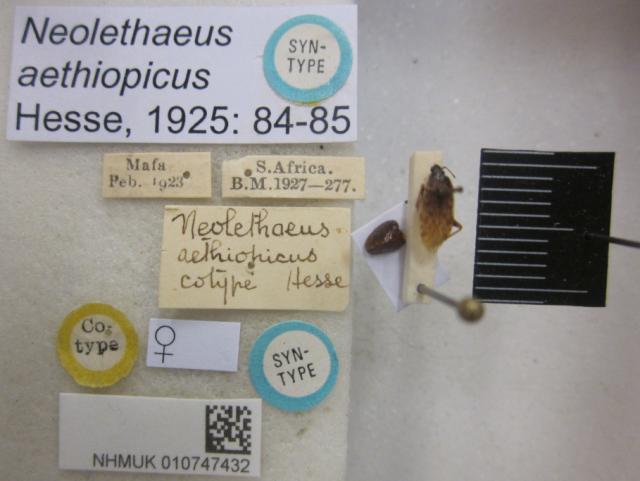 Neolethaeus
aethiopicus
Hesse, 1925: 84-85
SYN-
TYPE
Mafa
Feb. 1923
S.Africa.
B.M.1927—277.
Neolethaeus
aethiopicus
cotype Hesse
Co-
type
♀
SYN-
TYPE
NHMUK 010747432